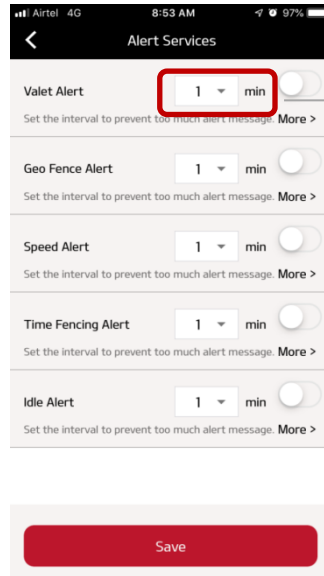 Airtel 4G 8:53 AM 97%
Alert Services
Valet Alert 1 min
Set the interval to prevent too much alert message. More >
Geo Fence Alert 1 min
Set the interval to prevent too much alert message. More >
Speed Alert 1 min
Set the interval to prevent too much alert message. More >
Time Fencing Alert 1 min
Set the interval to prevent too much alert message. More >
Idle Alert 1 min
Set the interval to prevent too much alert message. More >
Save